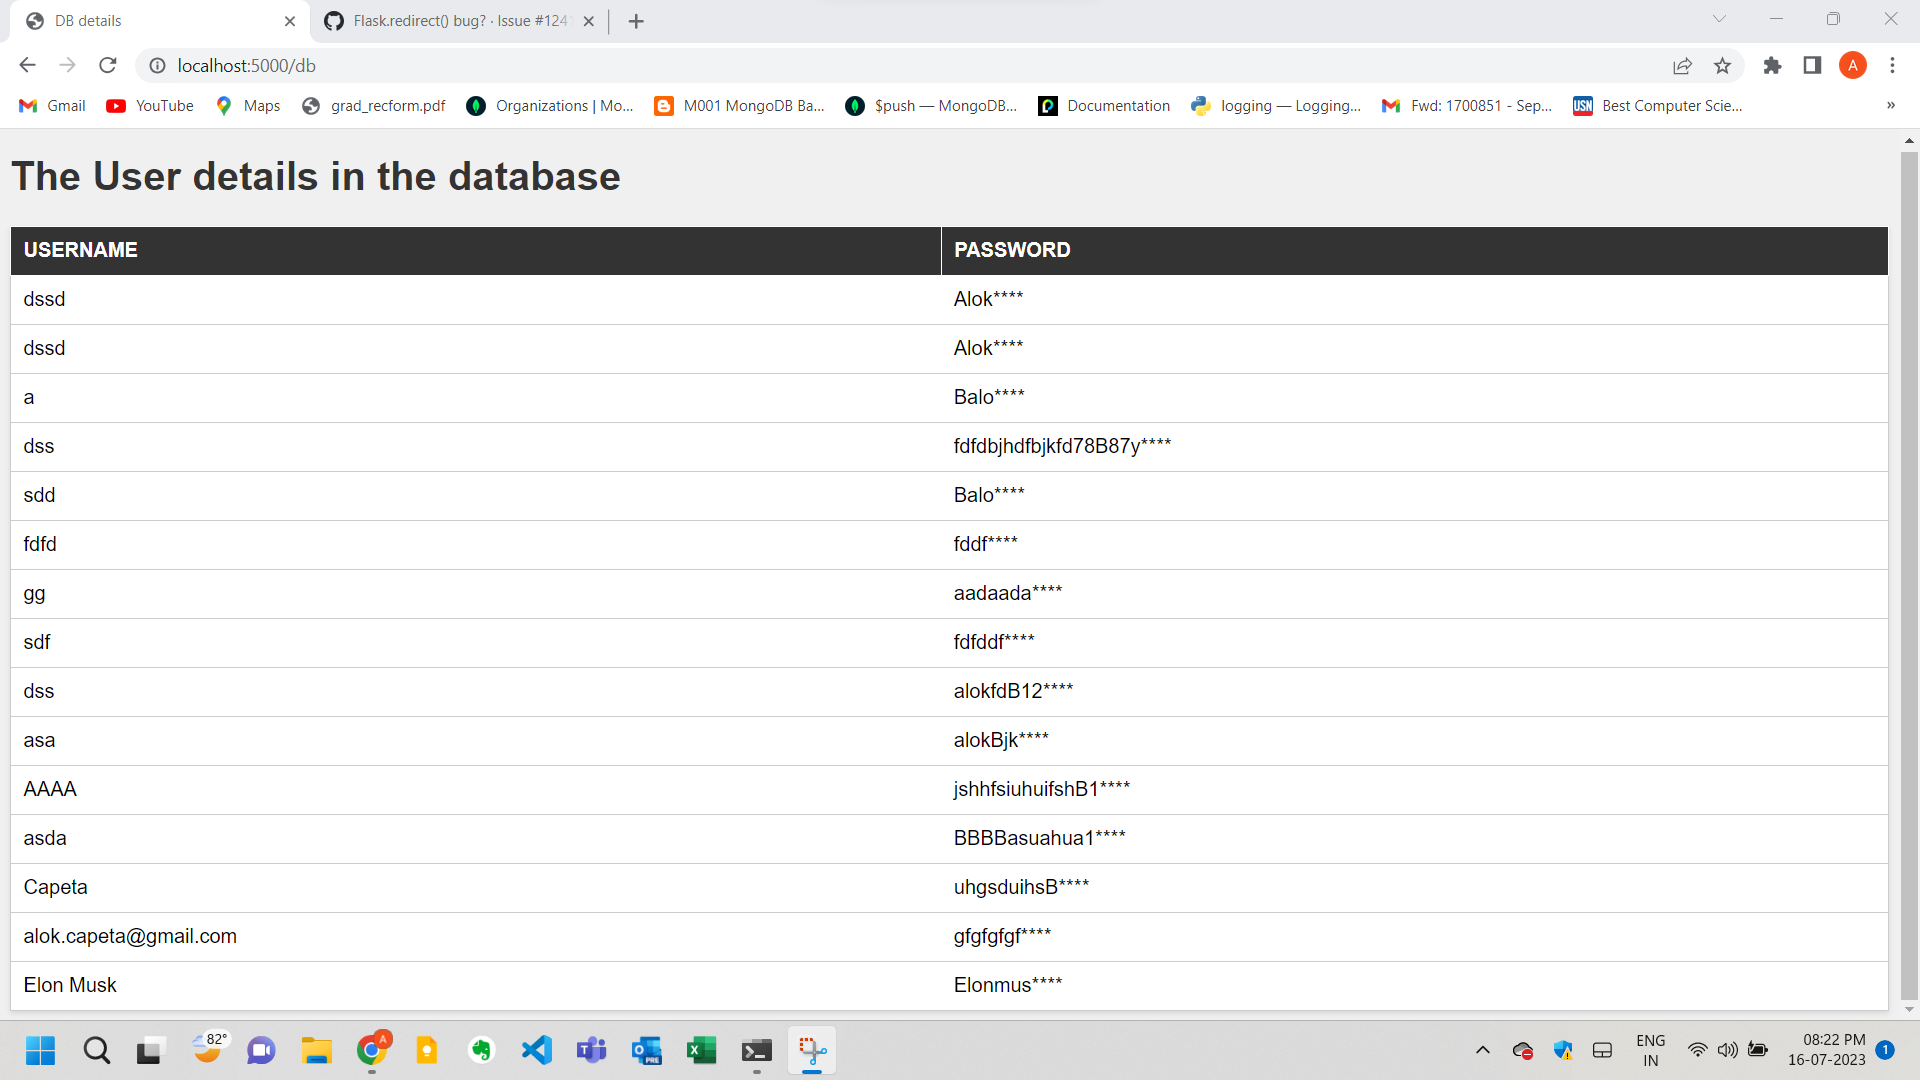 DB details
Flask.redirect() bug? · Issue #124
localhost:5000/db
A
Gmail YouTube Maps grad_recform.pdf Organizations | Mo... M001 MongoDB Ba... $push — MongoDB... Documentation logging — Logging... Fwd: 1700851 - Sep... USN Best Computer Scie... »
The User details in the database
USERNAME PASSWORD
dssd Alok****
dssd Alok****
a Balo****
dss fdfdbjhdfbjkfd78B87y****
sdd Balo****
fdfd fddf****
gg aadaada****
sdf fdfddf****
dss alokfdB12****
asa alokBjk****
AAAA jshhfsiuhuifshB1****
asda BBBBasuahua1****
Capeta uhgsduihsB****
alok.capeta@gmail.com gfgfgfgf****
Elon Musk Elonmus****
82° A PRE ENG 08:22 PM 1
IN 16-07-2023